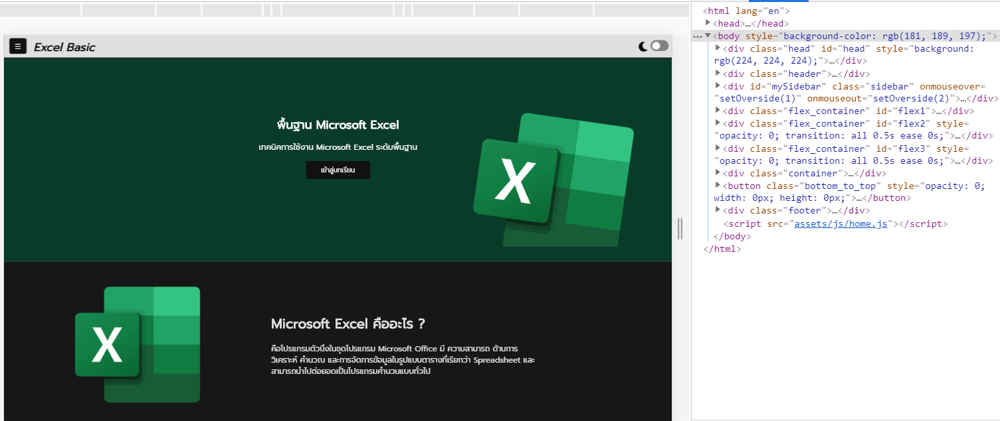 Excel Basic
พื้นฐาน Microsoft Excel
เทคนิคการใช้งาน Microsoft Excel ระดับพื้นฐาน
เข้าสู่บทเรียน
X
X
Microsoft Excel คืออะไร ?
คือโปรแกรมตัวนึงในชุดโปรแกรม Microsoft Office มี ความสามารถ ด้านการ
วิเคราะห์ คำนวณ และการจัดการข้อมูลในรูปแบบตารางที่เรียกว่า Spreadsheet และ
สามารถนำไปต่อยอดเป็นโปรแกรมคำนวนแบบทั่วไป
<html lang="en">
<head>…</head>
<body style="background-color: rgb(181, 189, 197);">
<div class="head" id="head" style="background:
rgb(224, 224, 224);">…</div>
<div class="header">…</div>
<div id="mySidebar" class="sidebar" onmouseover=
"setOverside(1)" onmouseout="setOverside(2)">…</div>
<div class="flex_container" id="flex1">…</div>
<div class="flex_container" id="flex2" style=
"opacity: 0; transition: all 0.5s ease 0s;">…</div>
<div class="flex_container" id="flex3" style=
"opacity: 0; transition: all 0.5s ease 0s;">…</div>
<div class="container">…</div>
<button class="bottom_to_top" style="opacity: 0;
width: 0px; height: 0px;">…</button>
<div class="footer">…</div>
<script src="assets/js/home.js"></script>
</body>
</html>